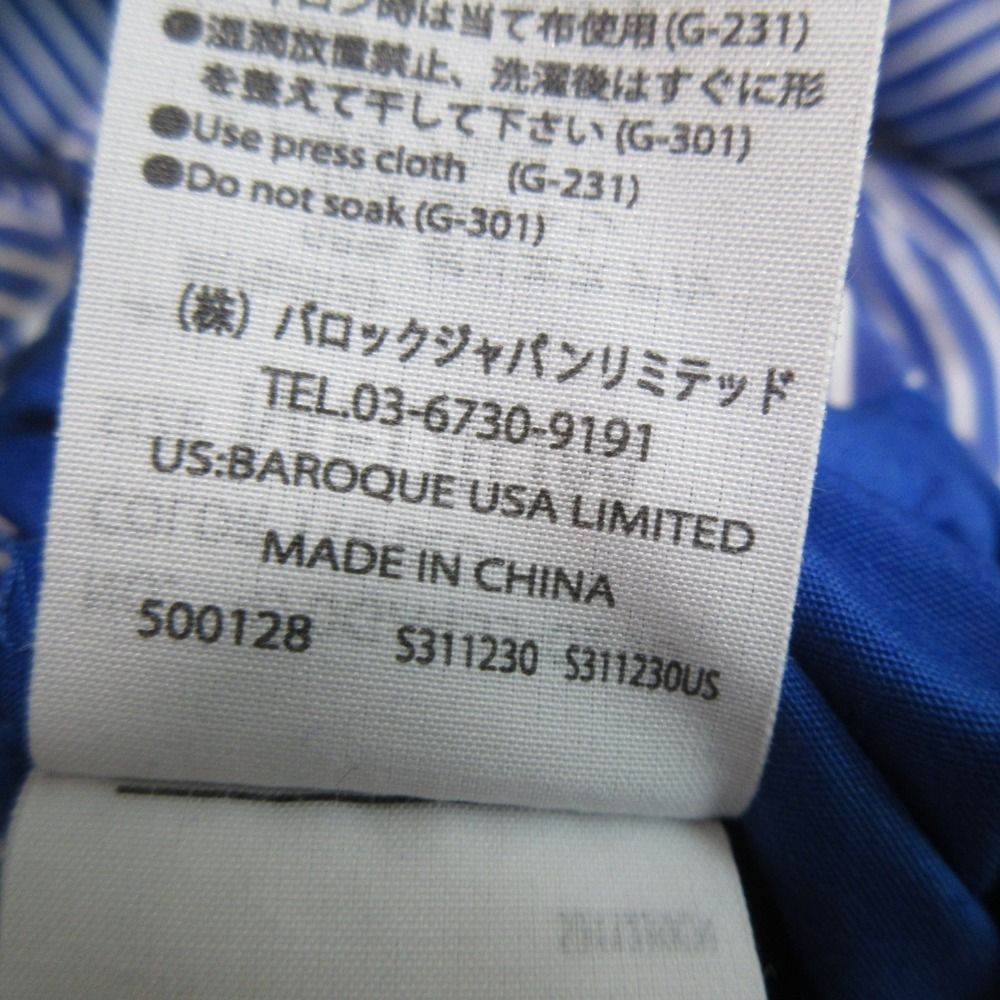 アイロン時は当て布使用(G-231)
●湿潤放置禁止、洗濯後はすぐに形
を整えて干して下さい(G-301)
●Use press cloth (G-231)
●Do not soak (G-301)
(株) バロックジャパンリミテッド
TEL.03-6730-9191
US:BAROQUE USA LIMITED
MADE IN CHINA
500128 S311230 S311230US